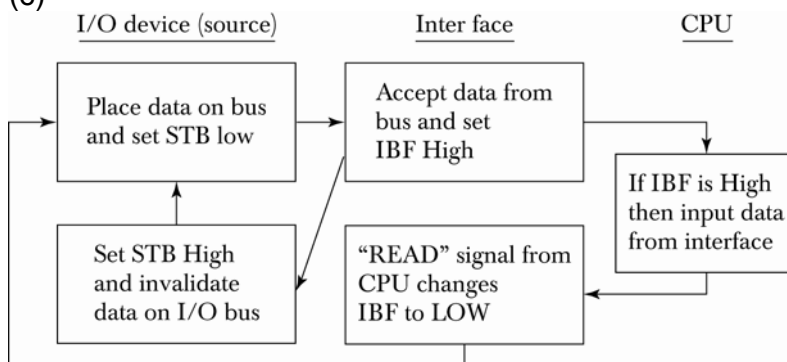 I/O device (source) Inter face CPU
Place data on bus
and set STB low
Accept data from
bus and set
IBF High
If IBF is High
then input data
from interface
Set STB High
and invalidate
data on I/O bus
“READ” signal from
CPU changes
IBF to LOW